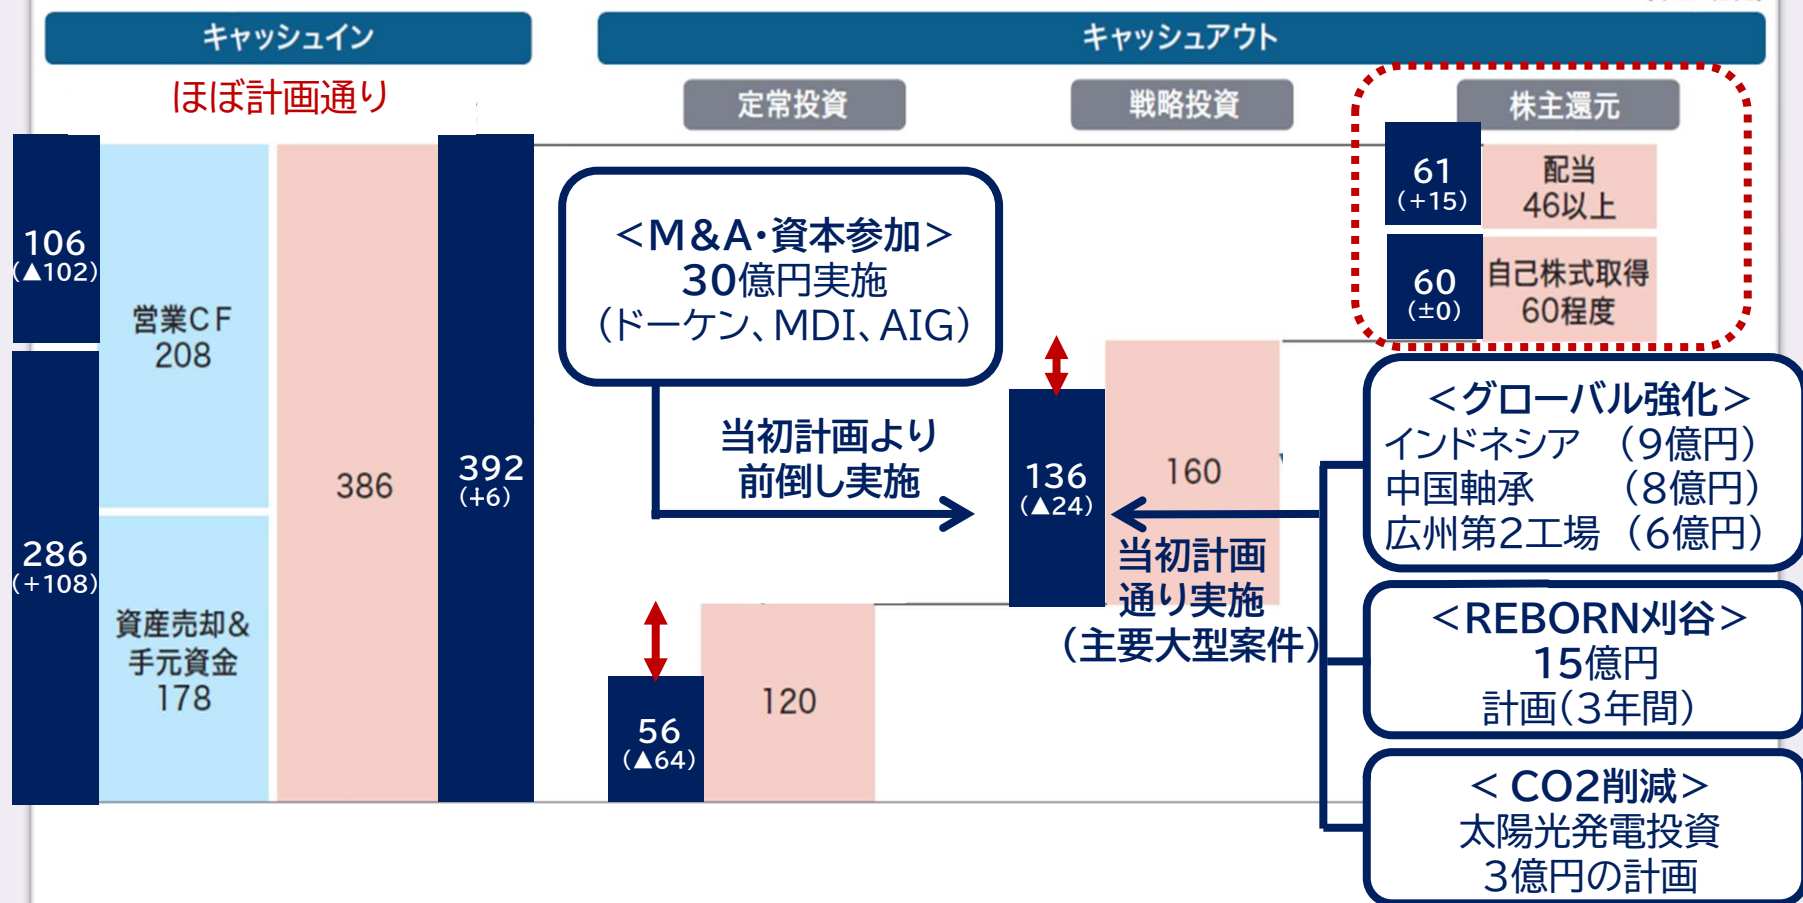 キャッシュイン
キャッシュアウト
ほぼ計画通り
定常投資
戦略投資
株主還元
106
(▲102)
286
(+108)
営業CF
208
資産売却&
手元資金
178
386
392
(+6)
<M&A・資本参加>
30億円実施
(ドーケン、MDI、AIG)
当初計画より
前倒し実施
56
(▲64)
120
136
(▲24)
160
当初計画
通り実施
(主要大型案件)
61
(+15)
配当
46以上
60
(±0)
自己株式取得
60程度
<グローバル強化>
インドネシア (9億円)
中国軸承 (8億円)
広州第2工場 (6億円)
<REBORN刈谷>
15億円
計画(3年間)
< CO2削減>
太陽光発電投資
3億円の計画